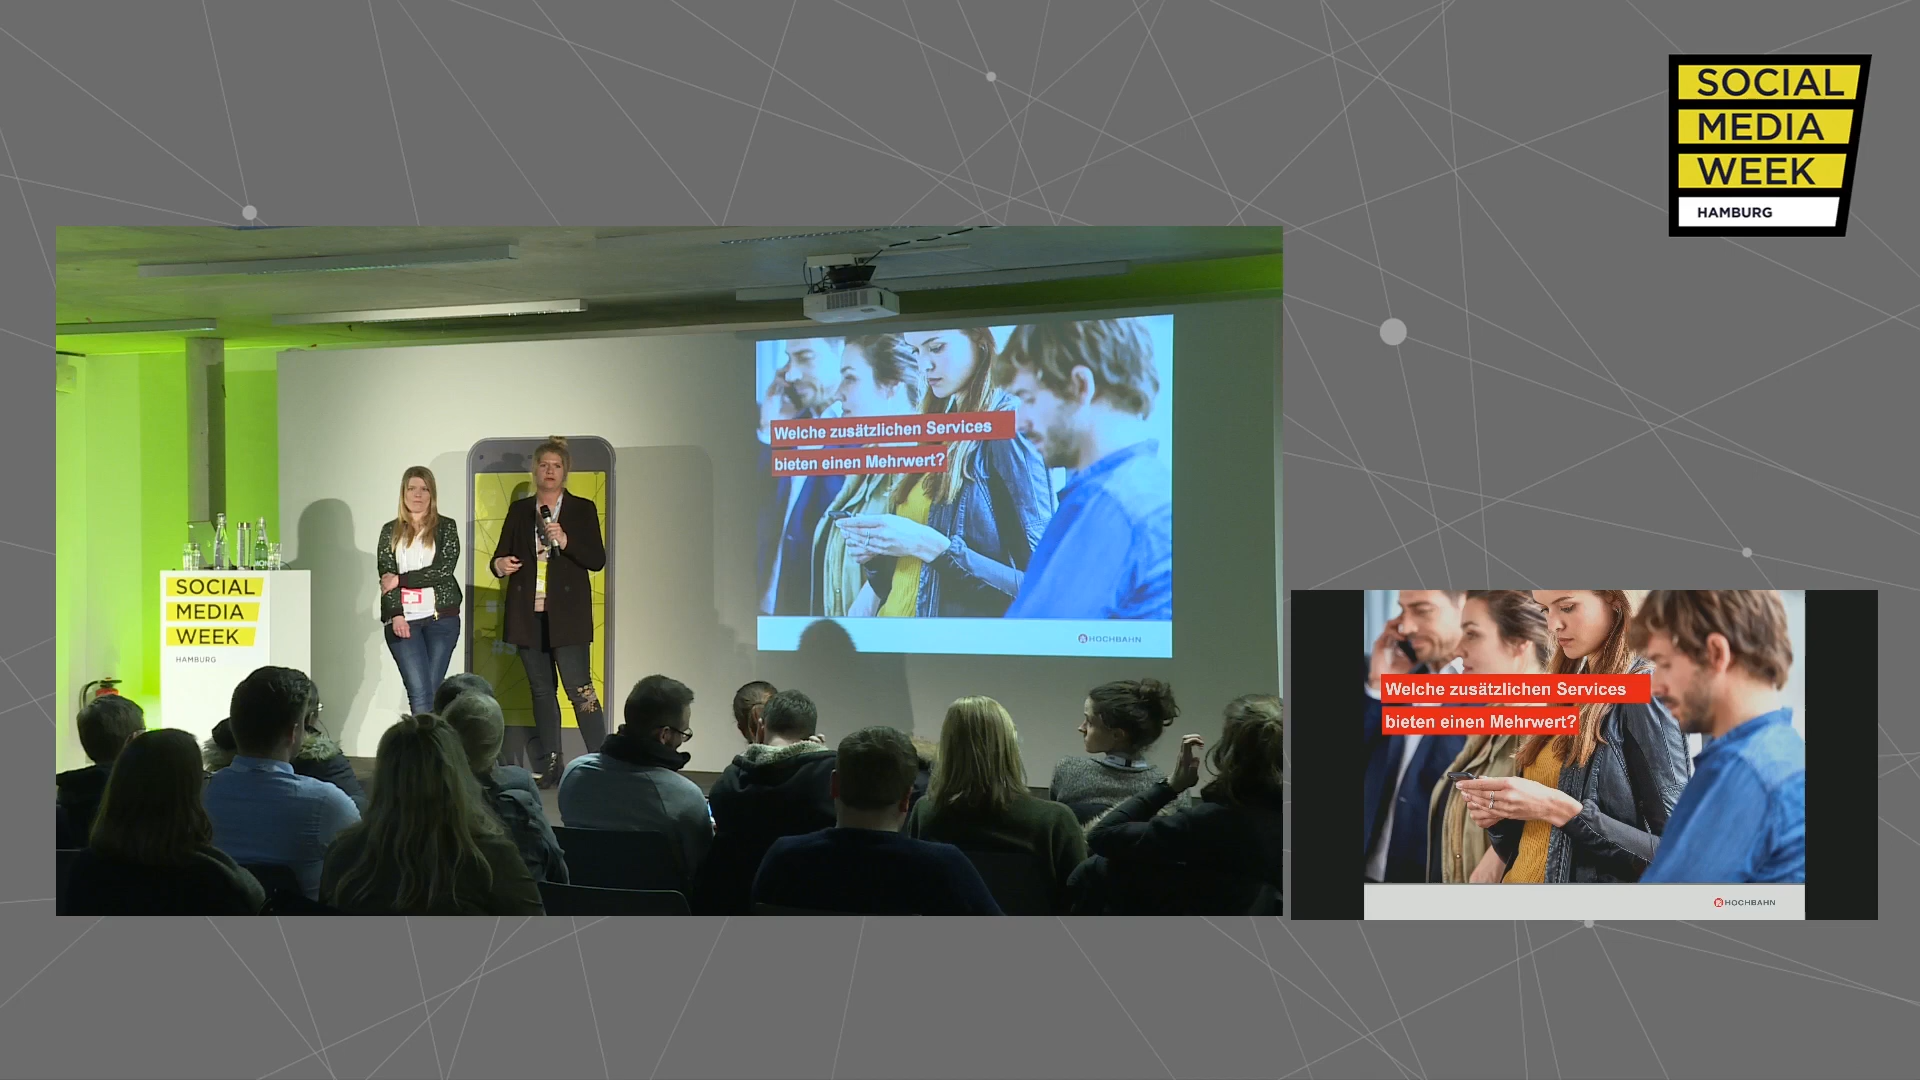 SOCIAL
MEDIA
WEEK
HAMBURG
Welche zusätzlichen Services
bieten einen Mehrwert?
HOCHBAHN
SOCIAL
MEDIA
WEEK
HAMBURG
Welche zusätzlichen Services
bieten einen Mehrwert?
HOCHBAHN